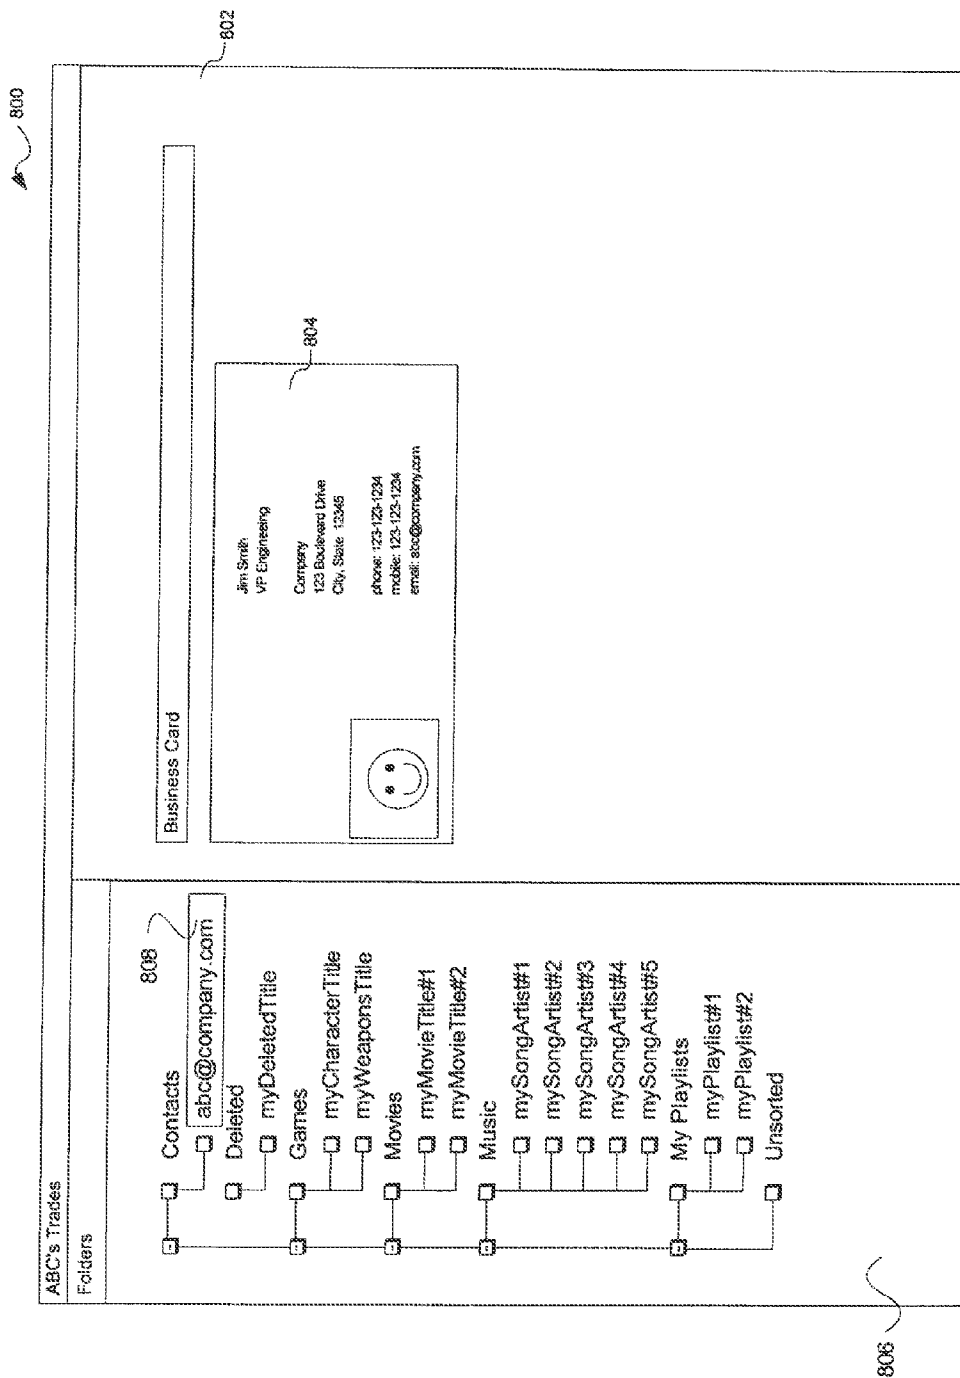 800
802
ABC's Trades
Folders
Contacts
808
abc@company.com
Deleted
myDeletedTitle
Games
myCharacterTitle
myWeaponsTitle
Movies
myMovieTitle#1
myMovieTitle#2
Music
mySongArtist#1
mySongArtist#2
mySongArtist#3
mySongArtist#4
mySongArtist#5
My Playlists
myPlaylist#1
myPlaylist#2
Unsorted
806
Business Card
804
Jim Smith
VP Engineeing
Company
123 Boulevard Drive
City, State 12345
phone: 123-123-1234
mobile: 123-123-1234
email: abc@company.com